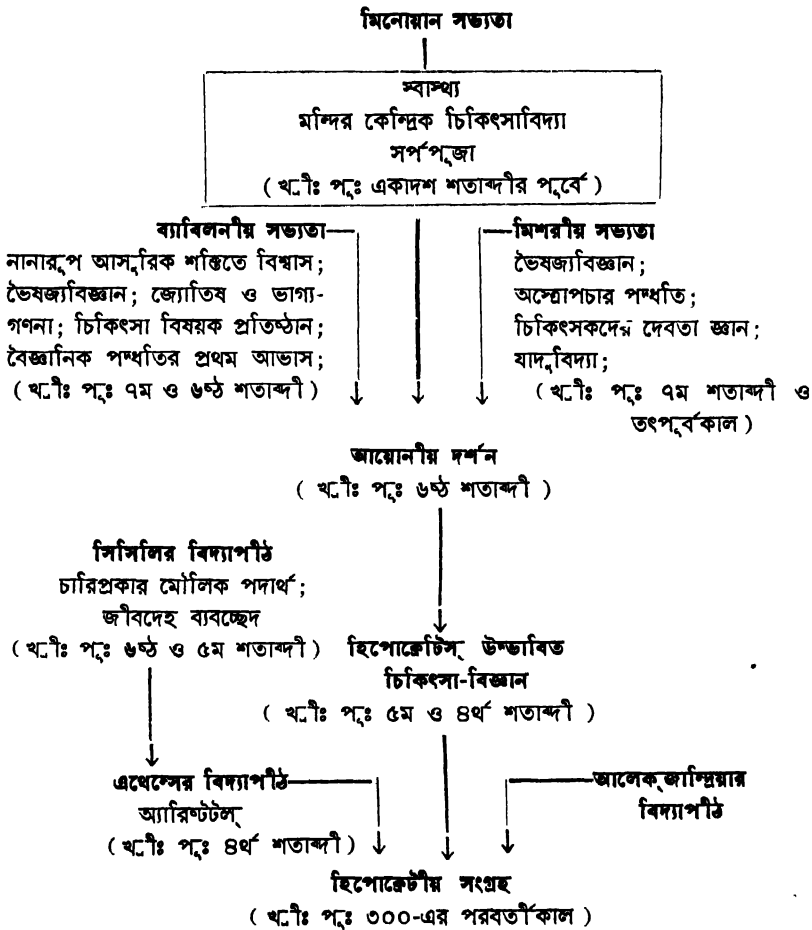 মিনোয়ান সভ্যতা
স্বাস্থ্য
মন্দির কেন্দ্রিক চিকিৎসাবিদ্যা
সর্পপূজা
( খ্রীঃ পূঃ একাদশ শতাব্দীর পূর্বে )
ব্যাবিলনীয় সভ্যতা
নানারূপ আসুরিক শক্তিতে বিশ্বাস;
ভৈষজ্যবিজ্ঞান; জ্যোতিষ ও ভাগ্য-
গণনা; চিকিৎসা বিষয়ক প্রতিষ্ঠান;
বৈজ্ঞানিক পদ্ধতির প্রথম আভাস;
( খ্রীঃ পূঃ ৭ম ও ৬ষ্ঠ শতাব্দী )
মিশরীয় সভ্যতা
ভৈষজ্যবিজ্ঞান;
অস্ত্রোপচার পদ্ধতি;
চিকিৎসকদের দেবতা জ্ঞান;
যাদুবিদ্যা;
( খ্রীঃ পূঃ ৭ম শতাব্দী ও
তৎপূর্বকাল )
আয়োনীয় দর্শন
( খ্রীঃ পূঃ ৬ষ্ঠ শতাব্দী )
সিসিলির বিদ্যাপীঠ
চারিপ্রকার মৌলিক পদার্থ;
জীবদেহ ব্যবচ্ছেদ
( খ্রীঃ পূঃ ৬ষ্ঠ ও ৫ম শতাব্দী )
হিপোক্রেটিস্ উদ্ভাবিত
চিকিৎসা-বিজ্ঞান
( খ্রীঃ পূঃ ৫ম ও ৪র্থ শতাব্দী )
এথেন্সের বিদ্যাপীঠ
অ্যারিষ্টটল্
( খ্রীঃ পূঃ ৪র্থ শতাব্দী )
আলেক্‌জান্দ্রিয়ার
বিদ্যাপীঠ
হিপোক্রেটীয় সংগ্রহ
( খ্রীঃ পূঃ ৩০০-এর পরবর্তীকাল )